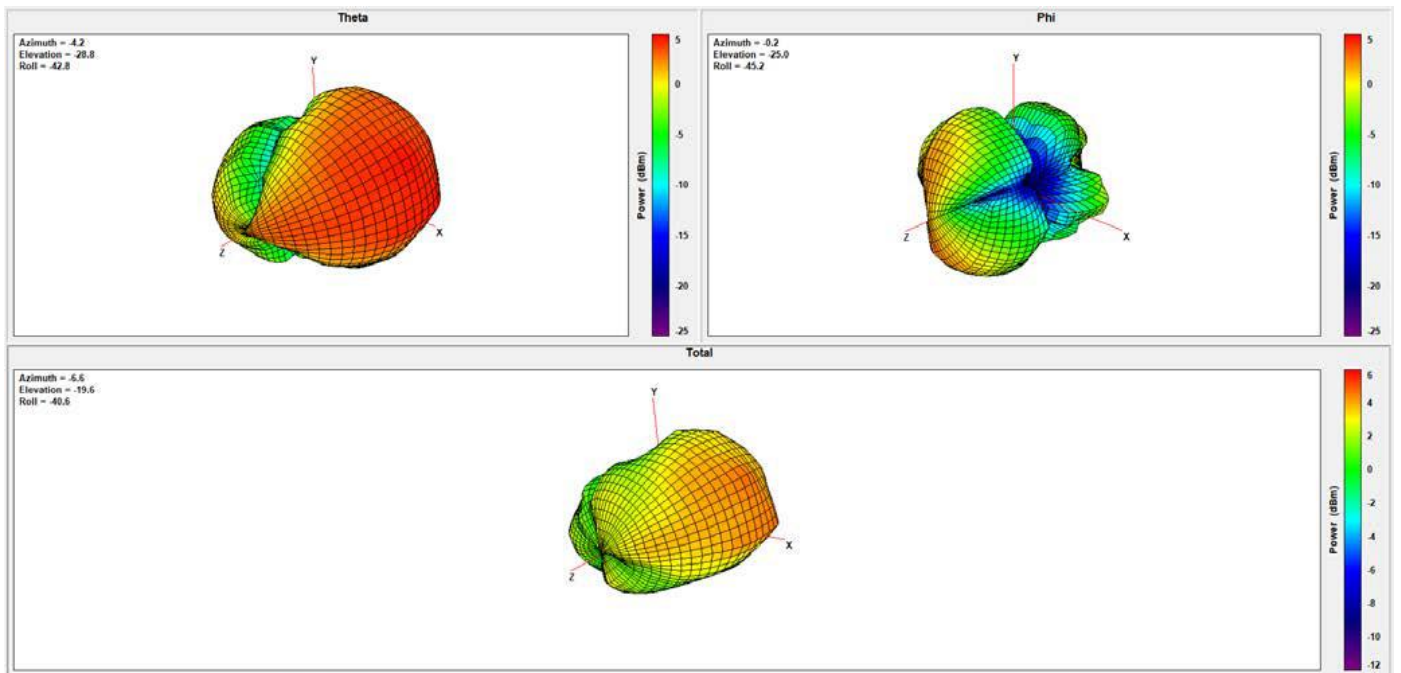 Theta
Azimuth = -4.2
Elevation = -28.8
Roll = -42.8
Y
Z
X
5
0
-5
-10
-15
-20
-25
Power (dBm)
Phi
Azimuth = -0.2
Elevation = -25.0
Roll = -45.2
Y
Z
X
5
0
-5
-10
-15
-20
-25
Power (dBm)
Total
Azimuth = -6.6
Elevation = -19.6
Roll = -40.6
Y
Z
X
6
4
2
0
-2
-4
-6
-8
-10
-12
Power (dBm)